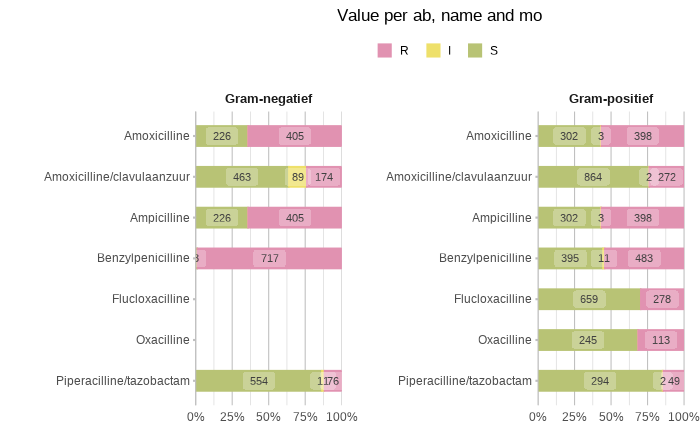 Value per ab, name and mo
R I S
Gram-negatief
Amoxicilline 226 405
Amoxicilline/clavulaanzuur 463 89 174
Ampicilline 226 405
Benzylpenicilline 3 717
Flucloxacilline
Oxacilline
Piperacilline/tazobactam 554 11 76
0% 25% 50% 75% 100%
Gram-positief
Amoxicilline 302 3 398
Amoxicilline/clavulaanzuur 864 2 272
Ampicilline 302 3 398
Benzylpenicilline 395 11 483
Flucloxacilline 659 278
Oxacilline 245 113
Piperacilline/tazobactam 294 2 49
0% 25% 50% 75% 100%